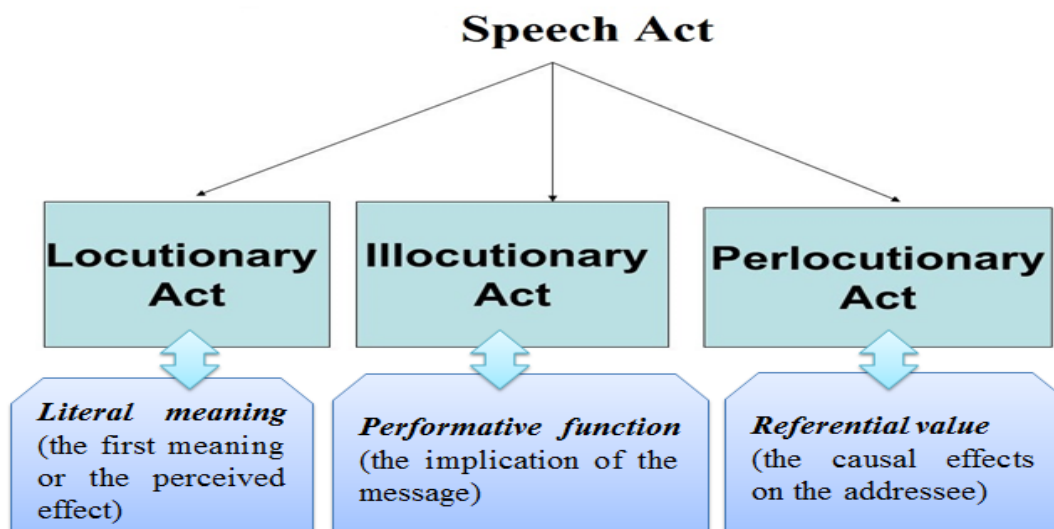 Speech Act
Locutionary
Act
Illocutionary
Act
Perlocutionary
Act
Literal meaning
(the first meaning
or the perceived
effect)
Performative function
(the implication of the
message)
Referential value
(the causal effects
on the addressee)